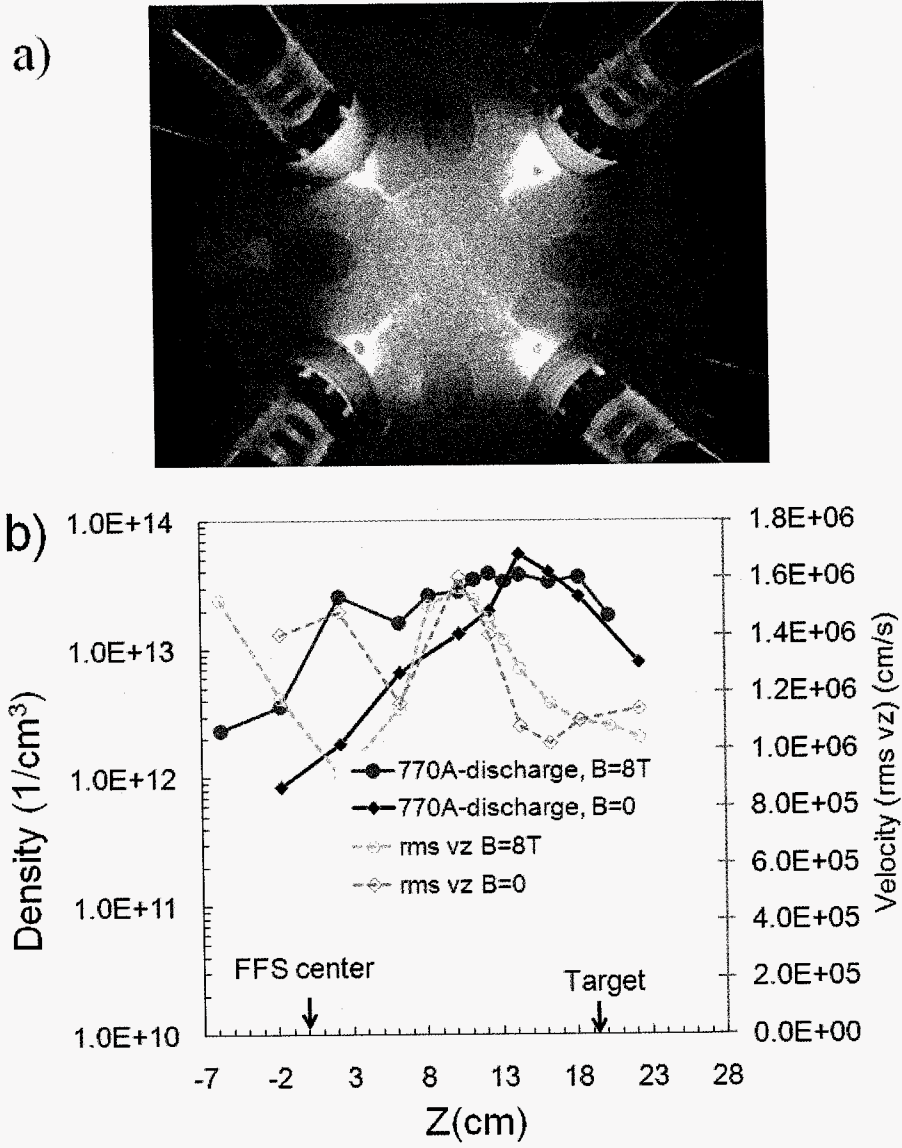 a)
b)
1.0E+14
1.0E+13
1.0E+12
1.0E+11
1.0E+10
Density (1/cm³)
1.8E+06
1.6E+06
1.4E+06
1.2E+06
1.0E+06
8.0E+05
6.0E+05
4.0E+05
2.0E+05
0.0E+00
Velocity (rms vz) (cm/s)
770A-discharge, B=8T
770A-discharge, B=0
rms vz B=8T
rms vz B=0
FFS center
Target
-7 -2 3 8 13 18 23 28
Z(cm)